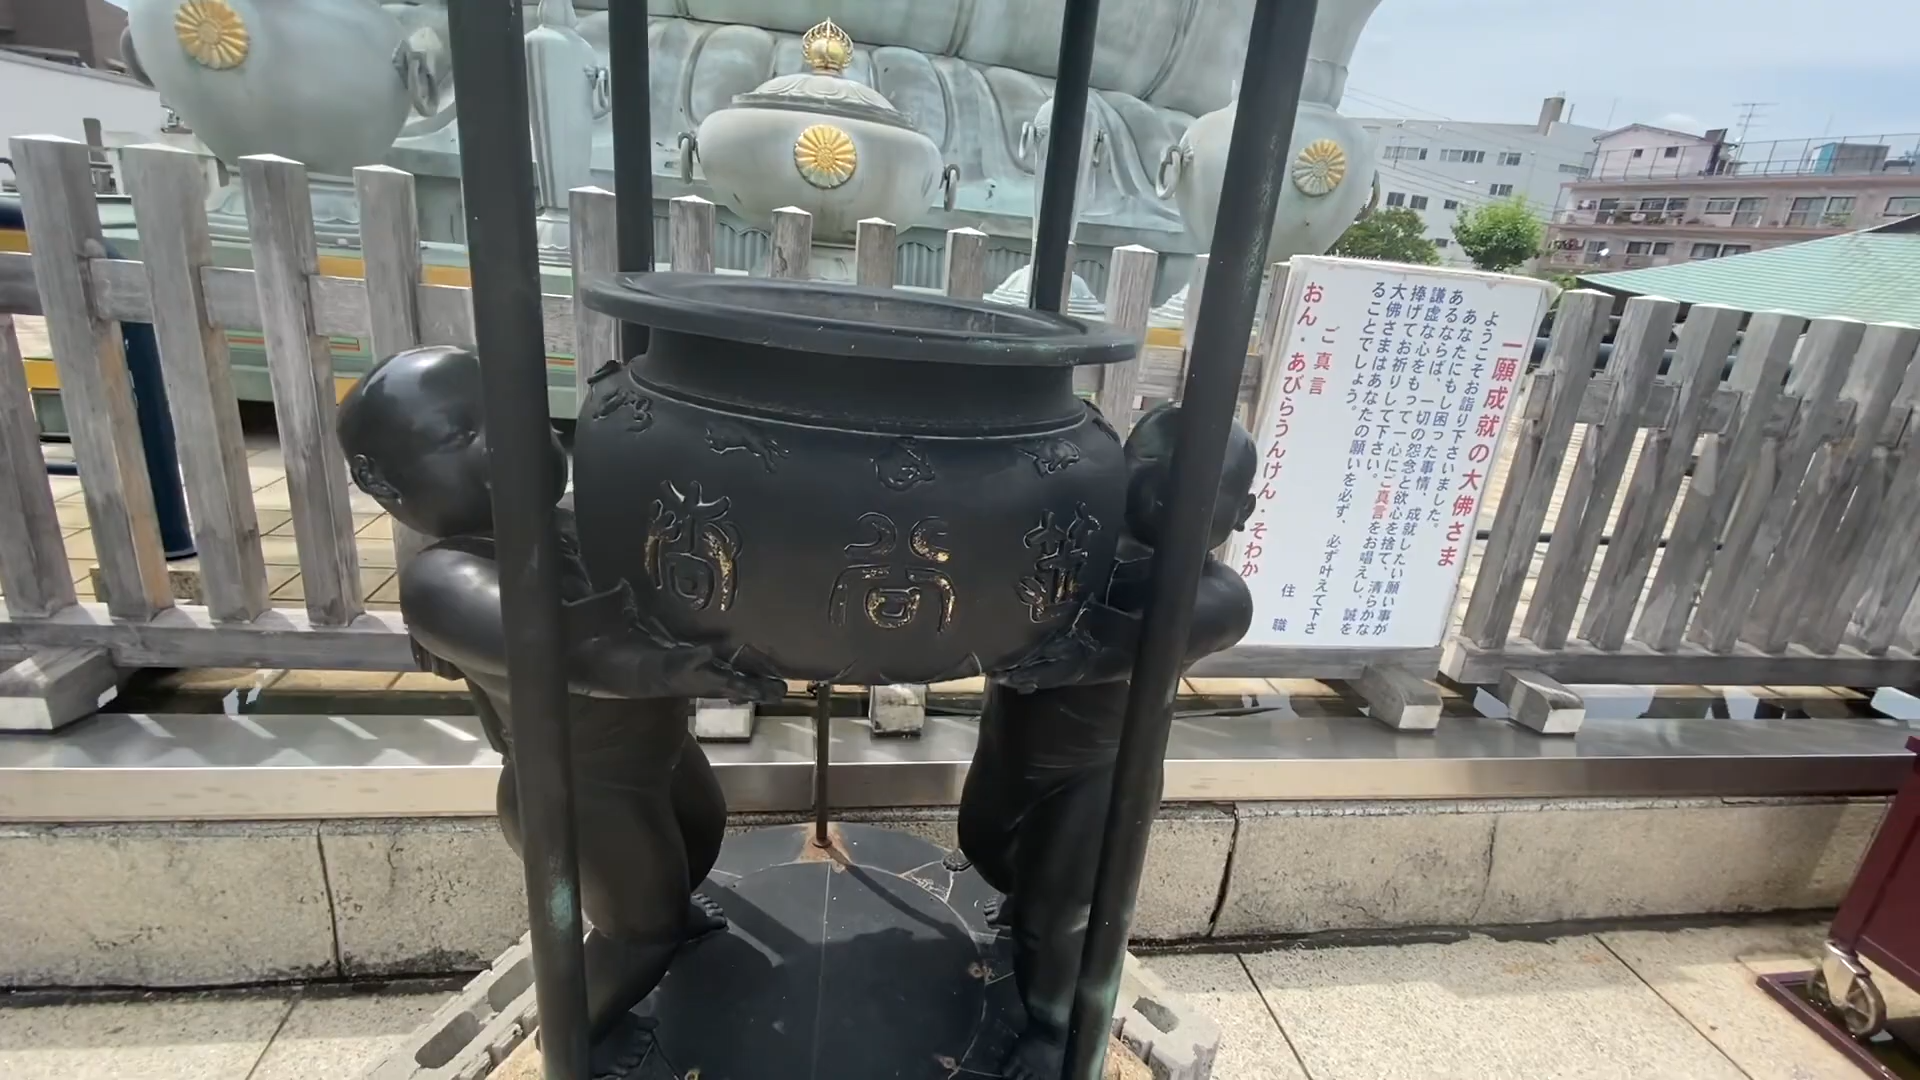 一願成就の大佛さま
ようこそお詣り下さいました。
あなたにもし困った事情、成就したい願い事が
あるならば、一切の怨念と欲心を捨て、清らかな
謙虚な心をもって一心にご真言をお唱えし、誠を
捧げてお祈りして下さい。
大佛さまはあなたの願いを必ず、必ず叶えて下さ
ることでしょう。
住職
ご真言
おん・あびらうんけん・そわか